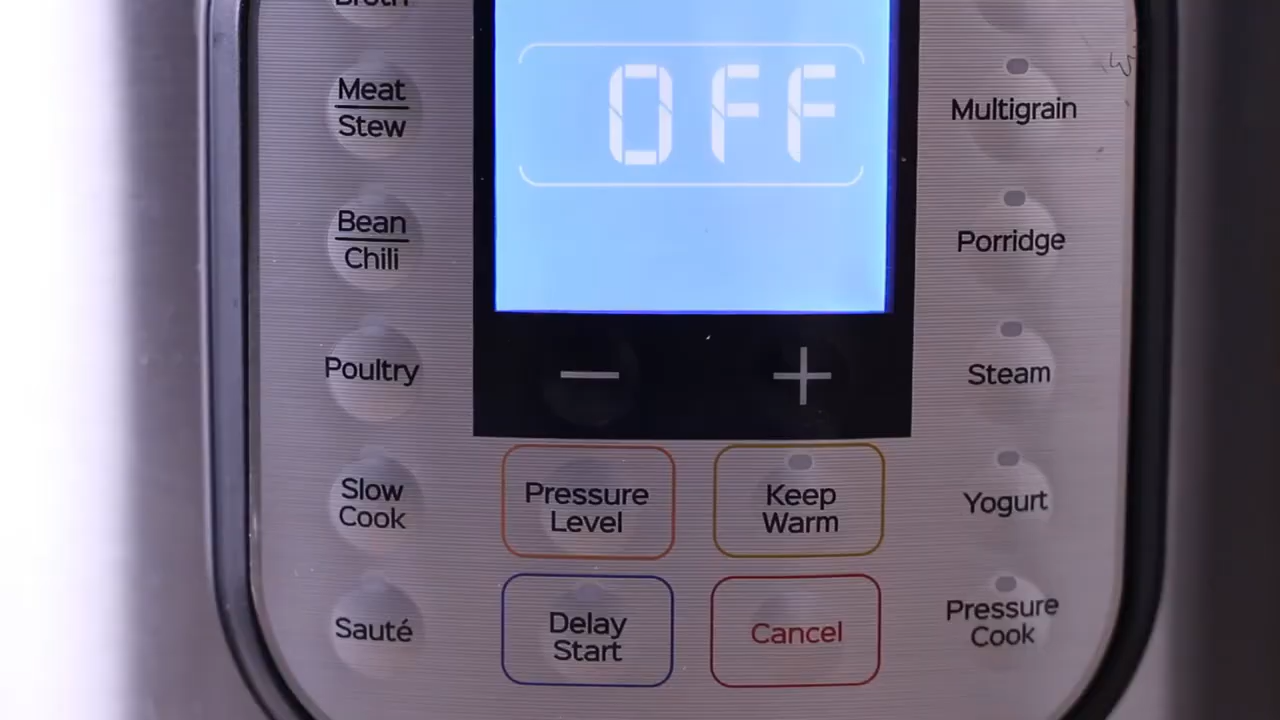 Broth
OFF
Meat
Stew
Bean
Chili
Poultry
Slow
Cook
Sauté
−
+
Pressure
Level
Keep
Warm
Delay
Start
Cancel
Multigrain
Porridge
Steam
Yogurt
Pressure
Cook